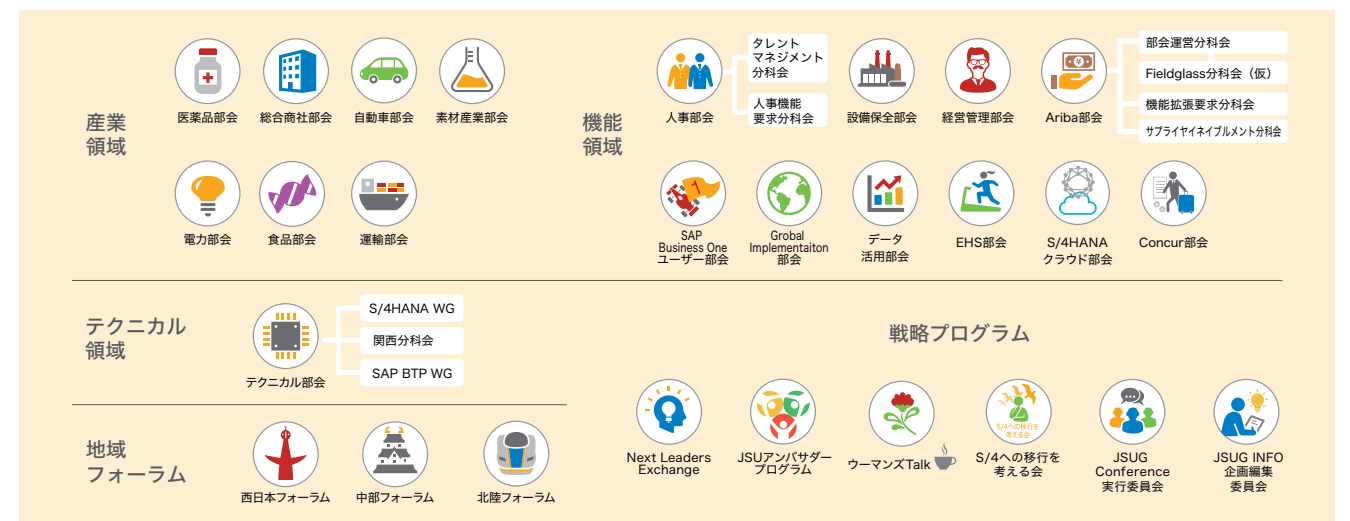 産業
領域
医薬品部会
総合商社部会
自動車部会
素材産業部会
電力部会
食品部会
運輸部会
機能
領域
人事部会
タレント
マネジメント
分科会
人事機能
要求分科会
設備保全部会
経営管理部会
Ariba部会
部会運営分科会
Fieldglass分科会（仮）
機能拡張要求分科会
サプライヤイネイブルメント分科会
SAP
Business One
ユーザー部会
Grobal
Implementaiton
部会
データ
活用部会
EHS部会
S/4HANA
クラウド部会
Concur部会
テクニカル
領域
テクニカル部会
S/4HANA WG
関西分科会
SAP BTP WG
地域
フォーラム
西日本フォーラム
中部フォーラム
北陸フォーラム
戦略プログラム
Next Leaders
Exchange
JSUアンバサダー
プログラム
ウーマンズTalk
S/4への移行を
考える会
S/4への移行を
考える会
JSUG
Conference
実行委員会
JSUG INFO
企画編集
委員会